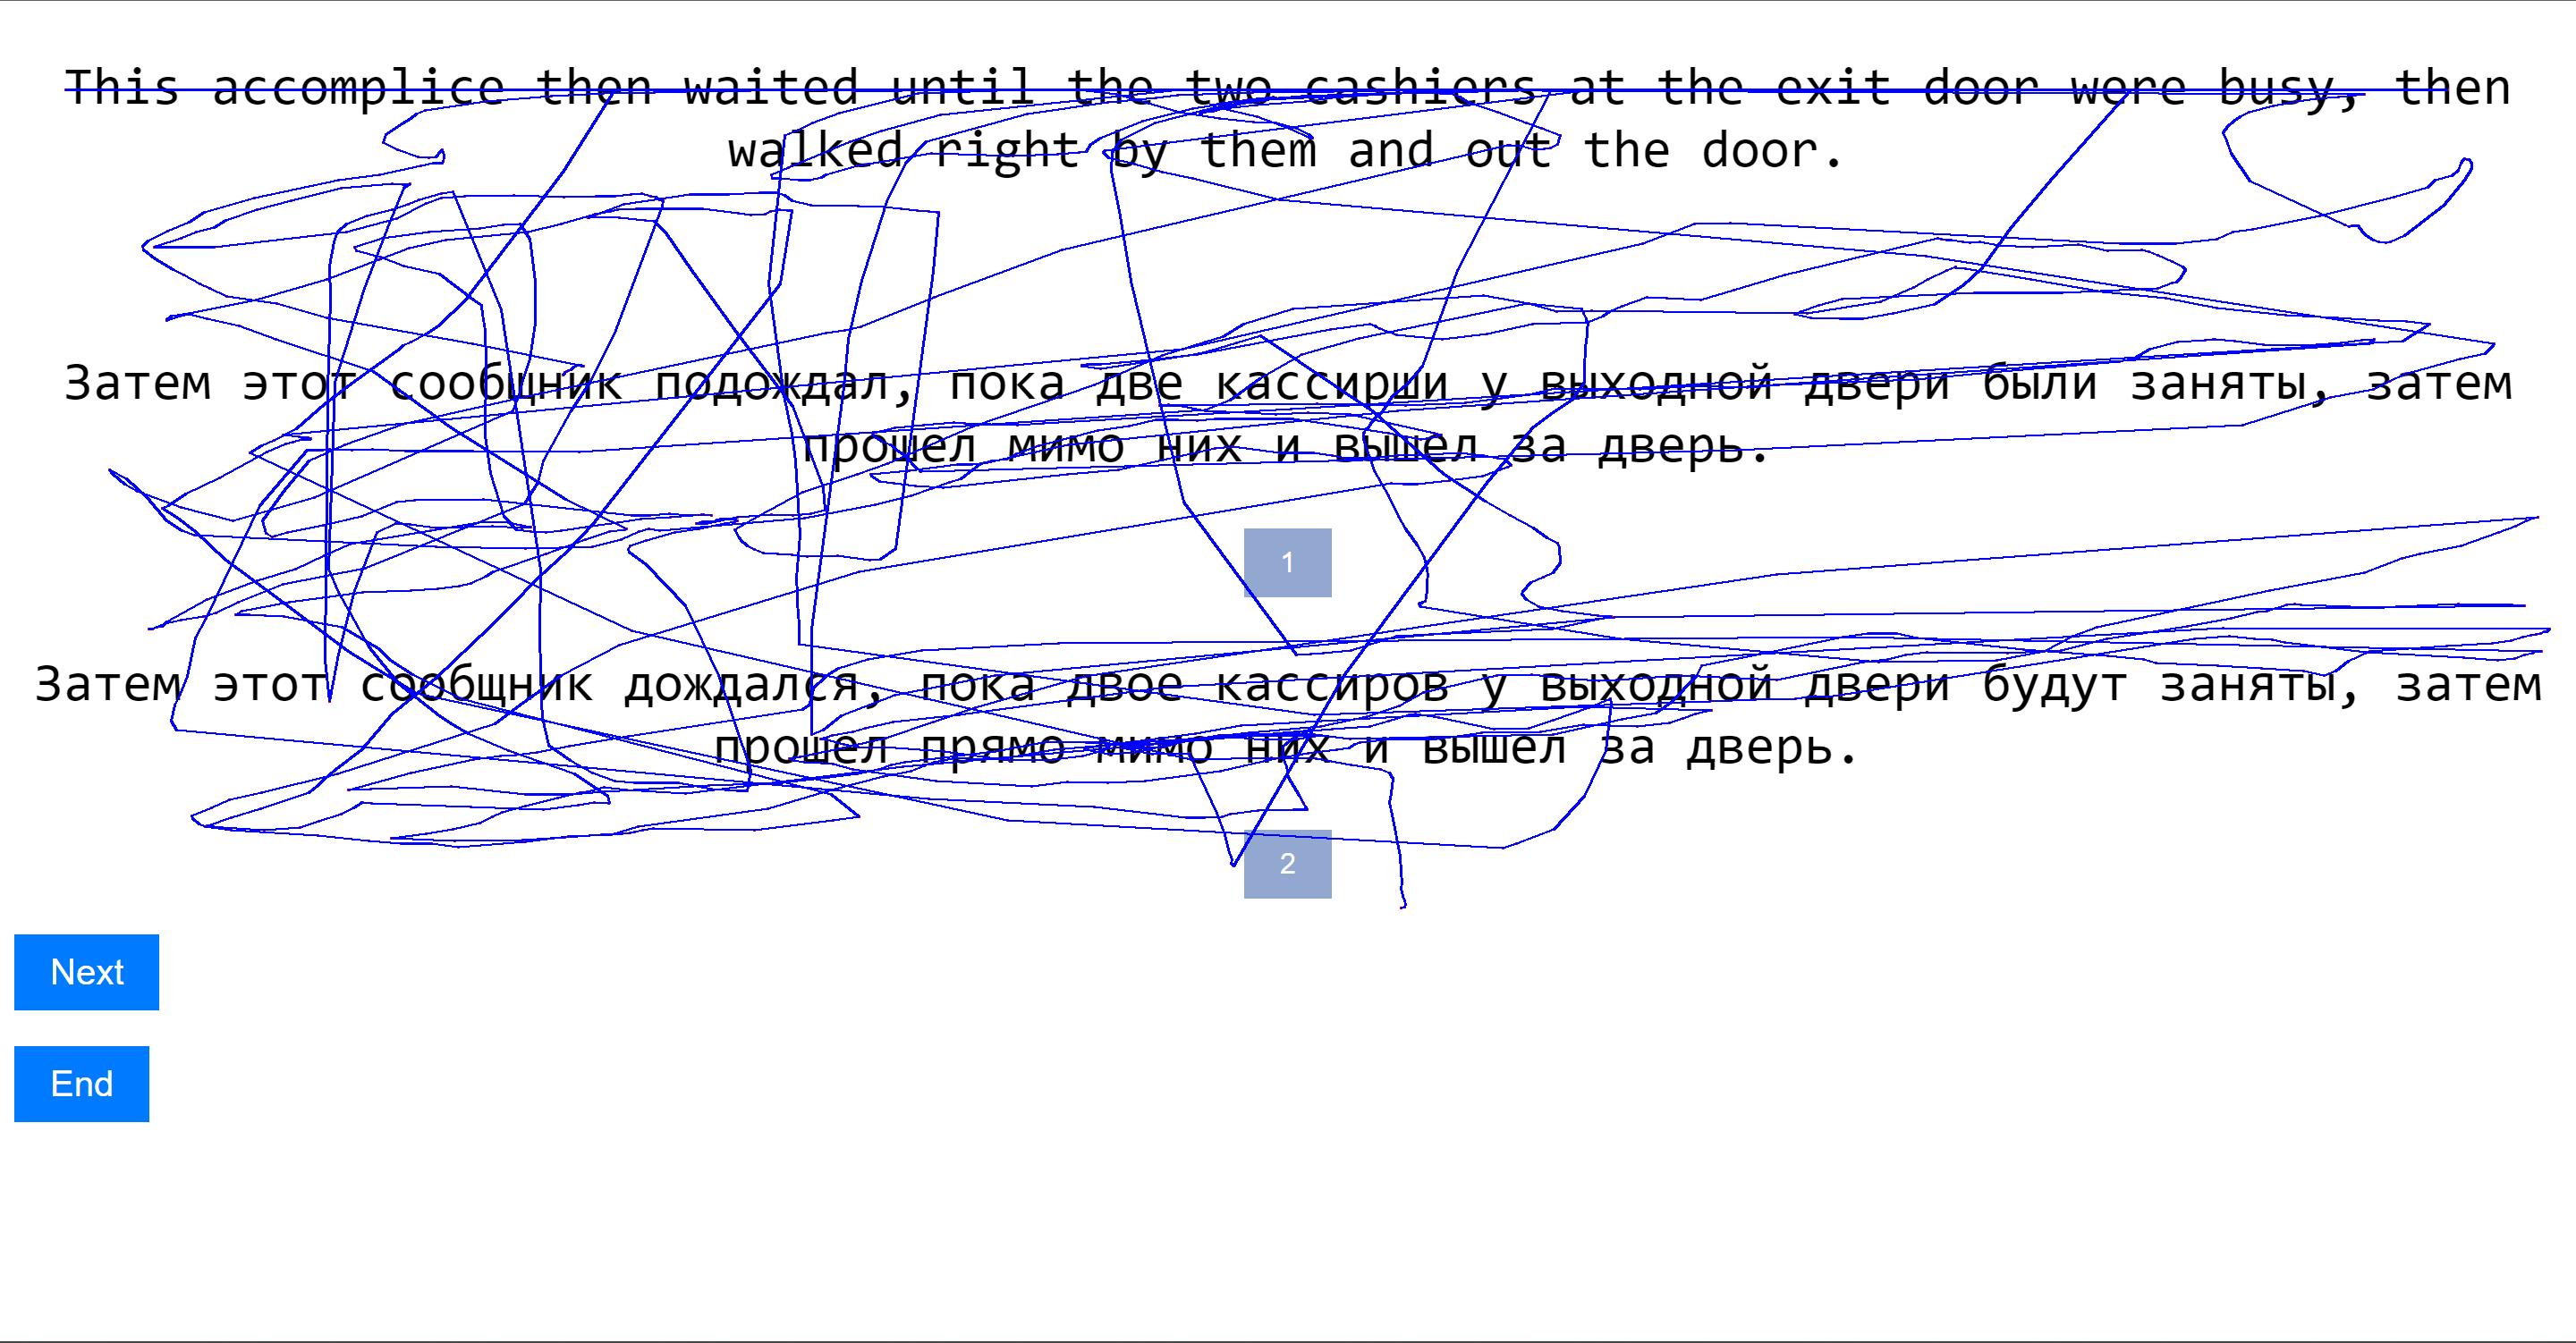 This accomplice then waited until the two cashiers at the exit door were busy, then
walked right by them and out the door.
Затем этот сообщник подождал, пока две кассирши у выходной двери были заняты, затем
прошел мимо них и вышел за дверь.
1
Затем этот сообщник дождался, пока двое кассиров у выходной двери будут заняты, затем
прошел прямо мимо них и вышел за дверь.
2
Next
End